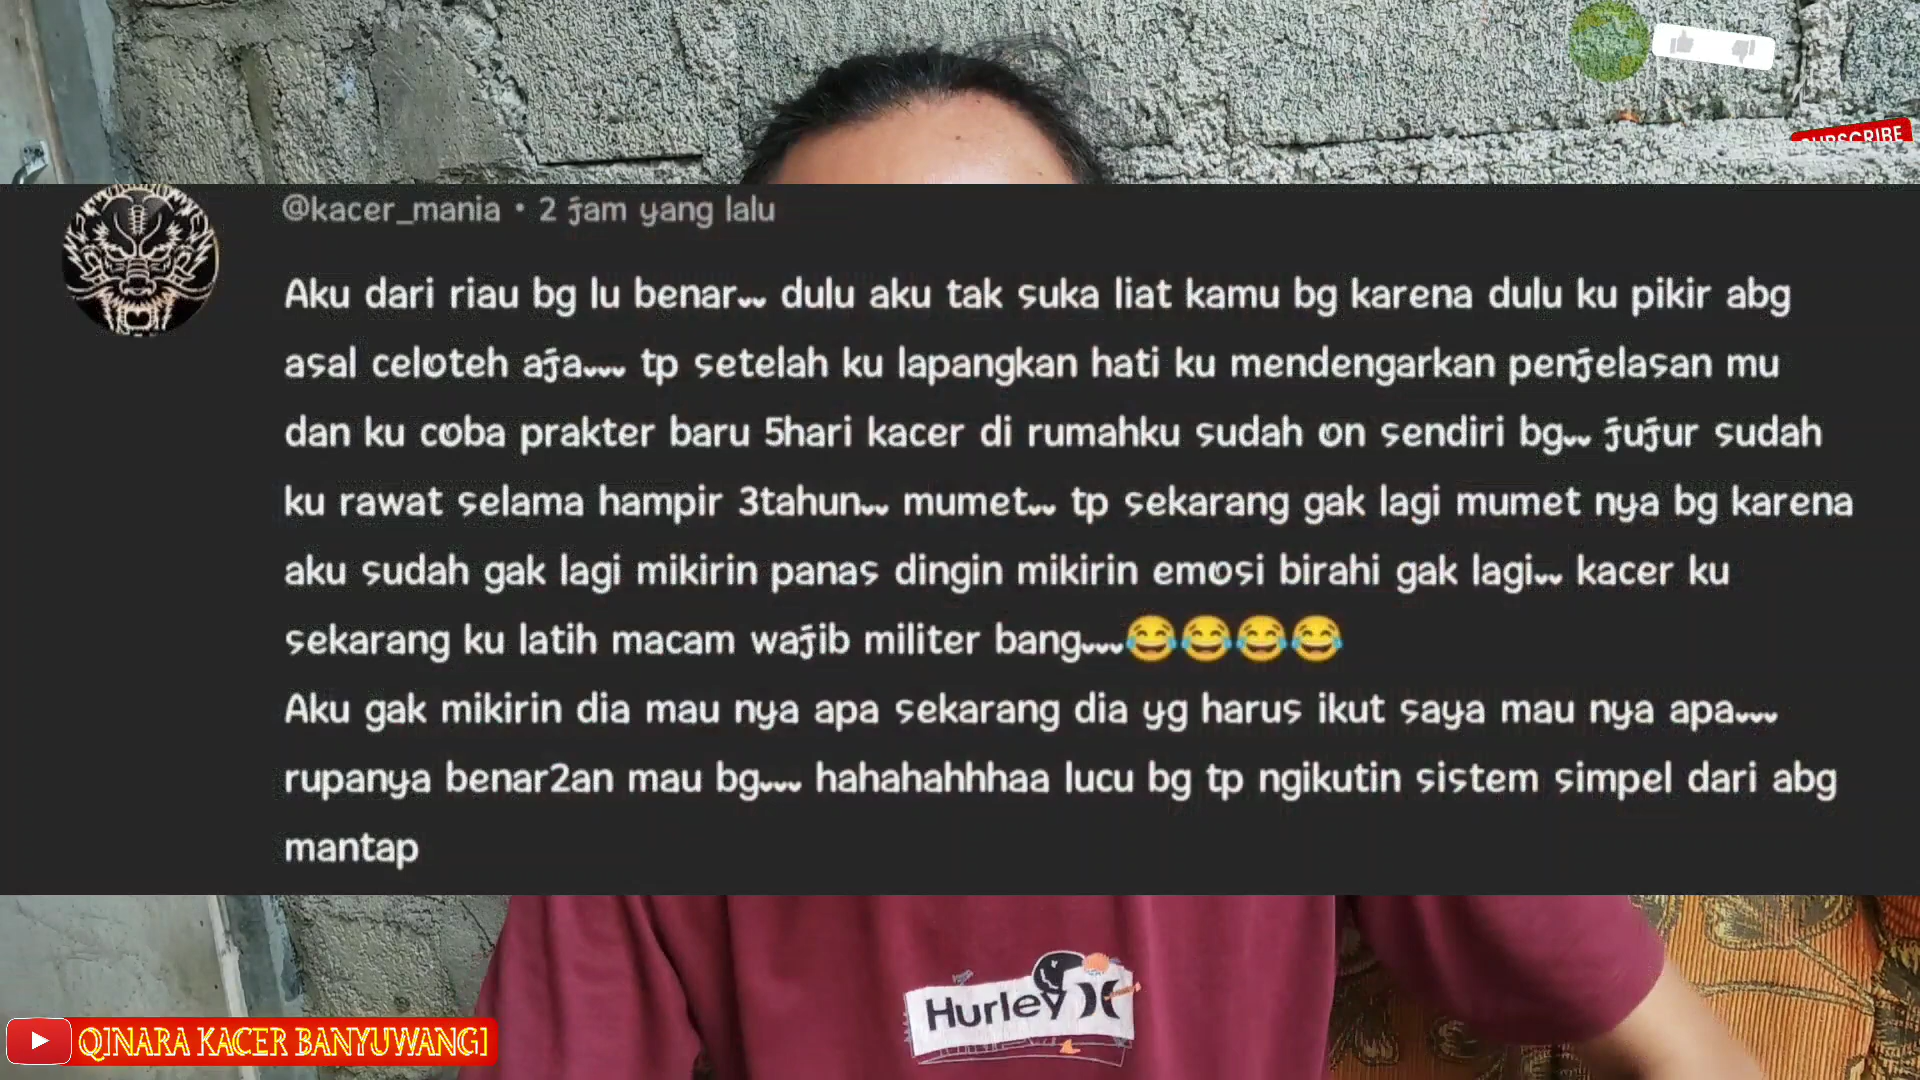 SUBSCRIBE
@kacer_mania • 2 jam yang lalu
Aku dari riau bg lu benar... dulu aku tak suka liat kamu bg karena dulu ku pikir abg
asal celoteh aja.... tp setelah ku lapangkan hati ku mendengarkan penjelasan mu
dan ku coba prakter baru 5hari kacer di rumahku sudah on sendiri bg... jujur sudah
ku rawat selama hampir 3tahun... mumet... tp sekarang gak lagi mumet nya bg karena
aku sudah gak lagi mikirin panas dingin mikirin emosi birahi gak lagi... kacer ku
sekarang ku latih macam wajib militer bang....😂😂😂😂
Aku gak mikirin dia mau nya apa sekarang dia yg harus ikut saya mau nya apa....
rupanya benar2an mau bg.... hahahahhhaa lucu bg tp ngikutin sistem simpel dari abg
mantap
Hurley
QINARA KACER BANYUWANGI